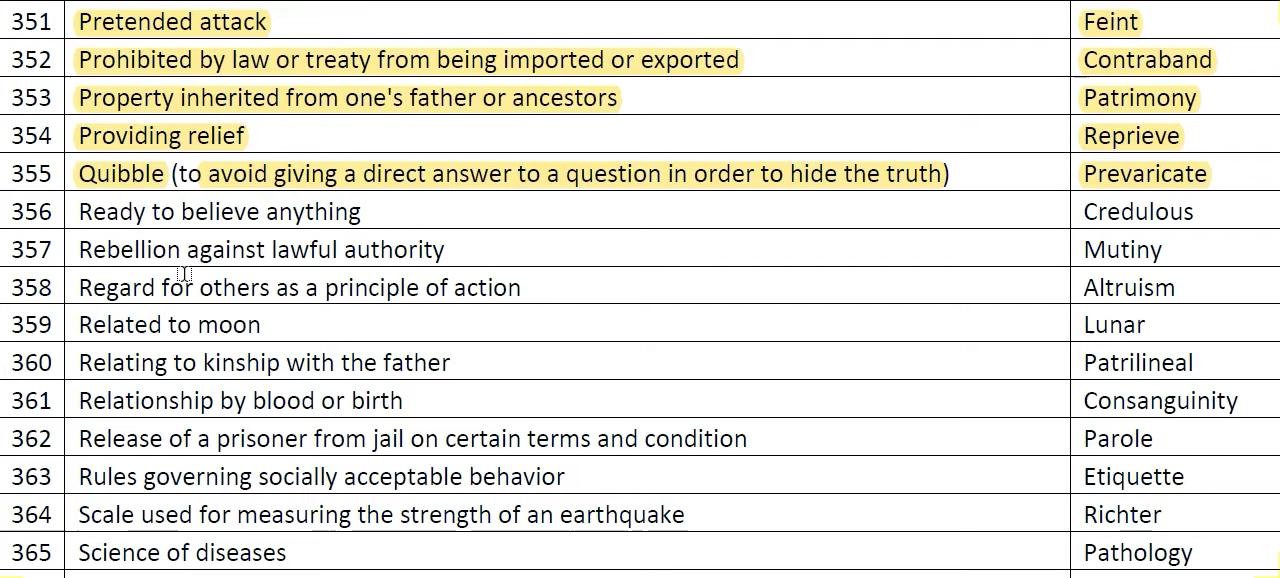 351 Pretended attack Feint
352 Prohibited by law or treaty from being imported or exported Contraband
353 Property inherited from one's father or ancestors Patrimony
354 Providing relief Reprieve
355 Quibble (to avoid giving a direct answer to a question in order to hide the truth) Prevaricate
356 Ready to believe anything Credulous
357 Rebellion against lawful authority Mutiny
358 Regard for others as a principle of action Altruism
359 Related to moon Lunar
360 Relating to kinship with the father Patrilineal
361 Relationship by blood or birth Consanguinity
362 Release of a prisoner from jail on certain terms and condition Parole
363 Rules governing socially acceptable behavior Etiquette
364 Scale used for measuring the strength of an earthquake Richter
365 Science of diseases Pathology